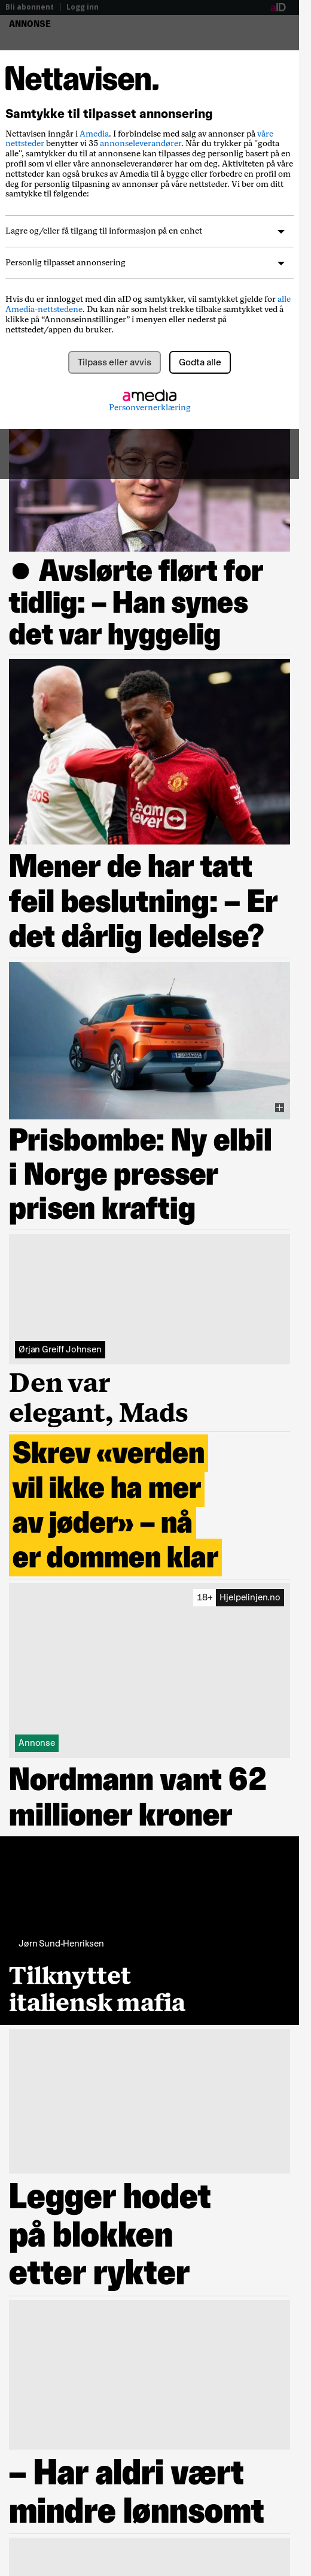 Bli abonnent | Logg inn
aID
ANNONSE
Nettavisen.
Samtykke til tilpasset annonsering
Nettavisen inngår i Amedia. I forbindelse med salg av annonser på våre
nettsteder benytter vi 35 annonseleverandører. Når du trykker på "godta
alle", samtykker du til at annonsene kan tilpasses deg personlig basert på en
profil som vi eller våre annonseleverandører har om deg. Aktiviteten på våre
nettsteder kan også brukes av Amedia til å bygge eller forbedre en profil om
deg for personlig tilpasning av annonser på våre nettsteder. Vi ber om ditt
samtykke til følgende:
Lagre og/eller få tilgang til informasjon på en enhet
Personlig tilpasset annonsering
Hvis du er innlogget med din aID og samtykker, vil samtykket gjelde for alle
Amedia-nettstedene. Du kan når som helst trekke tilbake samtykket ved å
klikke på “Annonseinnstillinger” i menyen eller nederst på
nettstedet/appen du bruker.
Tilpass eller avvis
Godta alle
amedia
Personvernerklæring
● Avslørte flørt for
tidlig: – Han synes
det var hyggelig
TEAM
VIEWER
Mener de har tatt
feil beslutning: – Er
det dårlig ledelse?
Prisbombe: Ny elbil
i Norge presser
prisen kraftig
Ørjan Greiff Johnsen
Den var
elegant, Mads
Skrev «verden
vil ikke ha mer
av jøder» – nå
er dommen klar
18+ Hjelpelinjen.no
Annonse
Nordmann vant 62
millioner kroner
Jørn Sund-Henriksen
Tilknyttet
italiensk mafia
Legger hodet
på blokken
etter rykter
– Har aldri vært
mindre lønnsomt